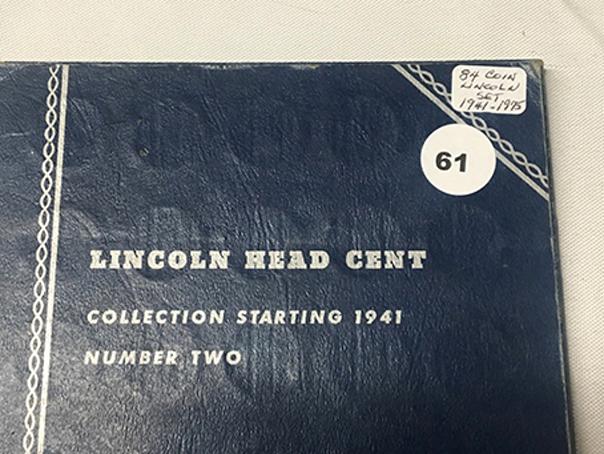 84 COIN
LINCOLN
SET
1941-1975
61
LINCOLN HEAD CENT
COLLECTION STARTING 1941
NUMBER TWO